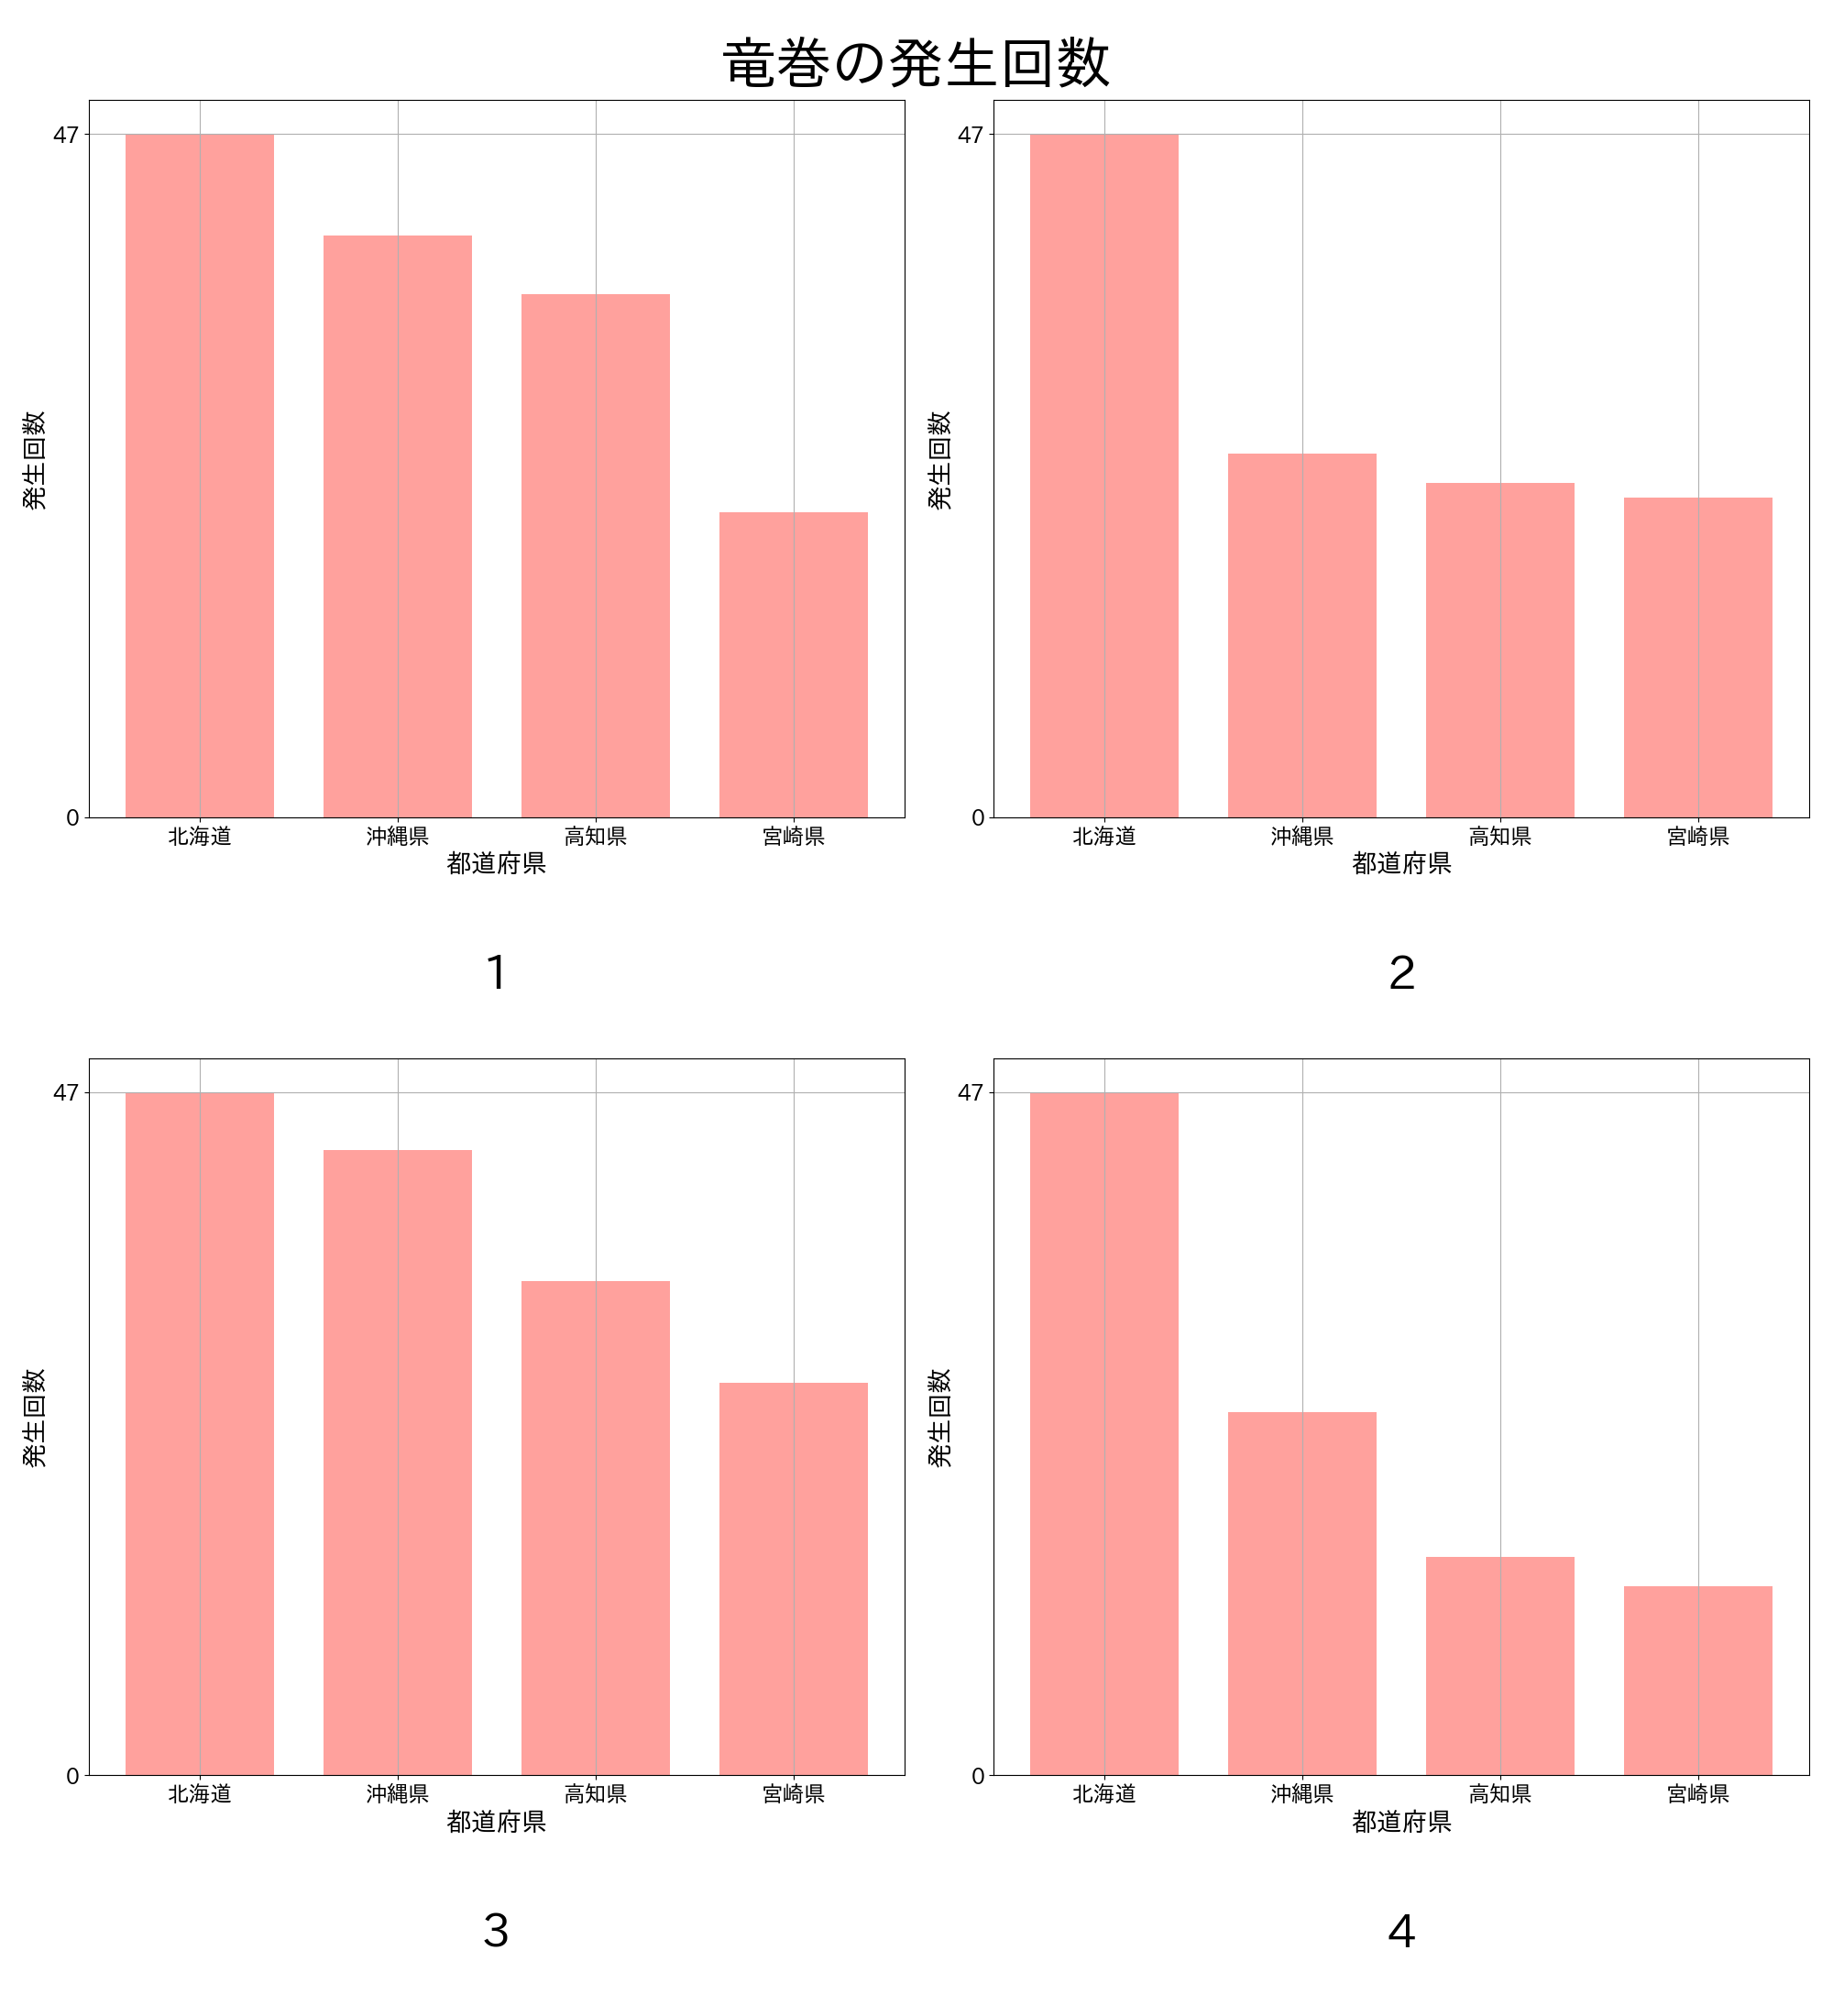 竜巻の発生回数
47
0
発生回数
北海道 沖縄県 高知県 宮崎県
都道府県
1
47
0
発生回数
北海道 沖縄県 高知県 宮崎県
都道府県
2
47
0
発生回数
北海道 沖縄県 高知県 宮崎県
都道府県
3
47
0
発生回数
北海道 沖縄県 高知県 宮崎県
都道府県
4